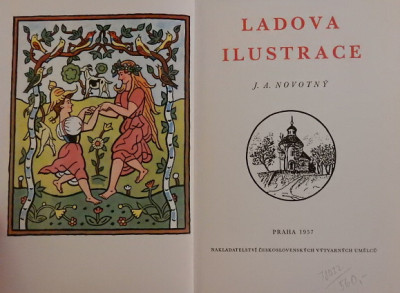 LADOVA
ILUSTRACE
J. A. NOVOTNÝ
PRAHA 1957
NAKLADATELSTVÍ ČESKOSLOVENSKÝCH VÝTVARNÝCH UMĚLCŮ